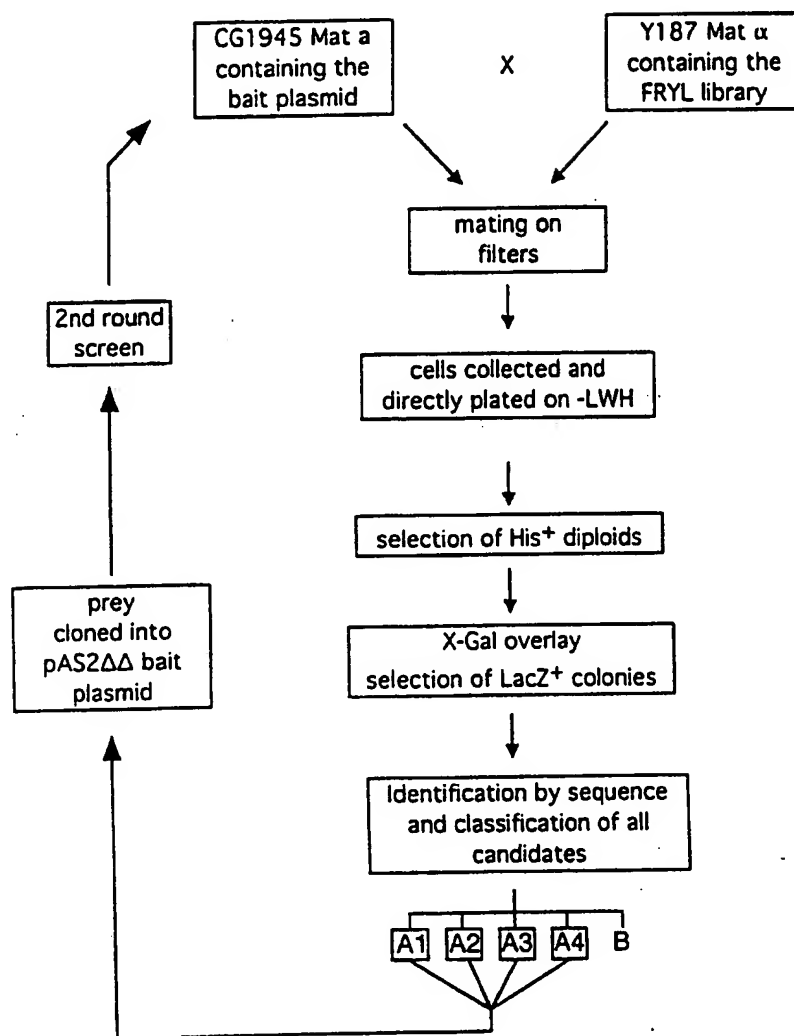 CG1945 Mat a
containing the
bait plasmid
X
Y187 Mat α
containing the
FRYL library
mating on
filters
2nd round
screen
cells collected and
directly plated on -LWH
selection of His⁺ diploids
prey
cloned into
pAS2ΔΔ bait
plasmid
X-Gal overlay
selection of LacZ⁺ colonies
Identification by sequence
and classification of all
candidates
A1 A2 A3 A4 B